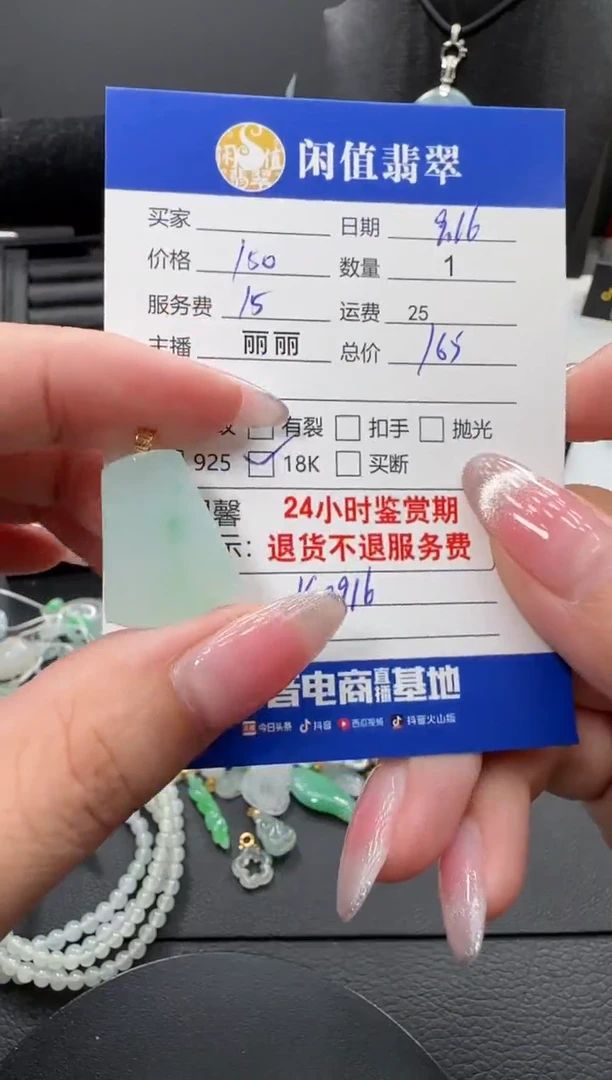 闲值翡翠
买家 日期 9.16
价格 150 数量 1
服务费 15 运费 25
主播 丽丽 总价 165
有裂 扣手 抛光
925 18K 买断
馨 24小时鉴赏期
示: 退货不退服务费
电商直播基地
今日头条 抖音 西瓜视频 抖音火山版